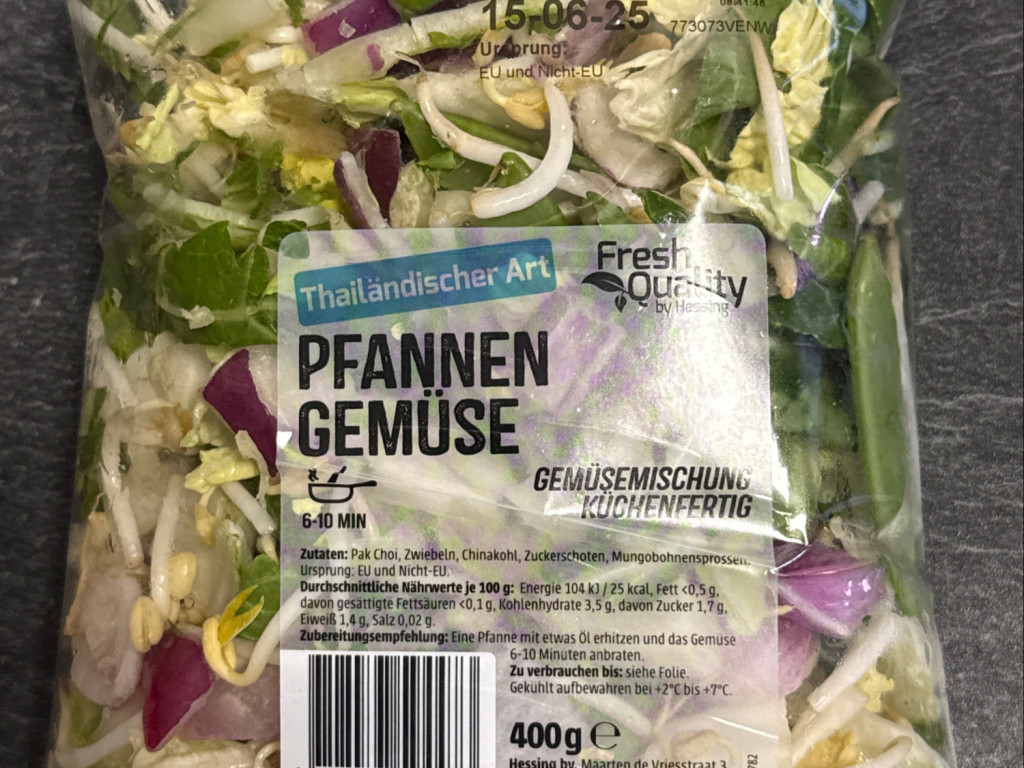 15-06-25
773073VENW
Ursprung:
EU und Nicht-EU
Thailändischer Art
Fresh
Quality
by Hessing
PFANNEN
GEMÜSE
GEMÜSEMISCHUNG
KÜCHENFERTIG
6-10 MIN
Zutaten: Pak Choi, Zwiebeln, Chinakohl, Zuckerschoten, Mungobohnensprossen.
Ursprung: EU und Nicht-EU.
Durchschnittliche Nährwerte je 100 g: Energie 104 kJ / 25 kcal, Fett <0,5 g,
davon gesättigte Fettsäuren <0,1 g, Kohlenhydrate 3,5 g, davon Zucker 1,7 g,
Eiweiß 1,4 g, Salz 0,02 g.
Zubereitungsempfehlung: Eine Pfanne mit etwas Öl erhitzen und das Gemüse
6-10 Minuten anbraten.
Zu verbrauchen bis: siehe Folie.
Gekühlt aufbewahren bei +2°C bis +7°C.
400g ℮
Hessing bv, Maarten de Vriesstraat 3
782